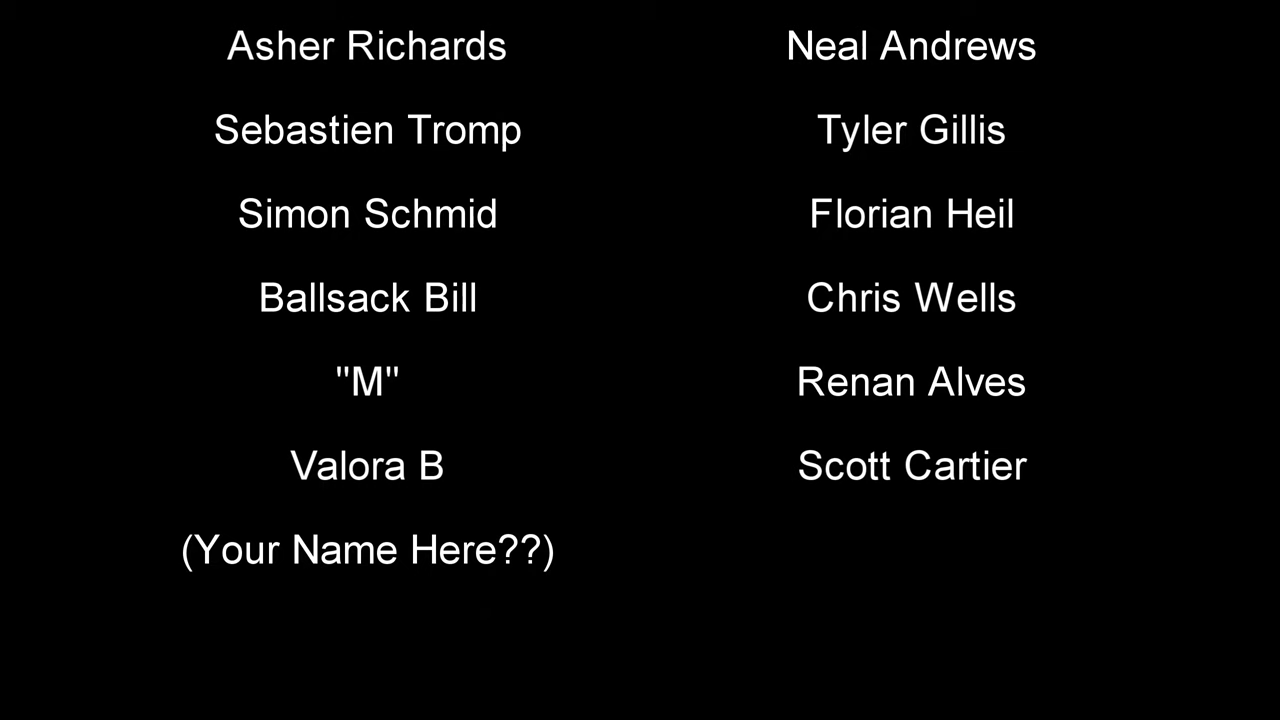 Asher Richards
Neal Andrews
Sebastien Tromp
Tyler Gillis
Simon Schmid
Florian Heil
Ballsack Bill
Chris Wells
"M"
Renan Alves
Valora B
Scott Cartier
(Your Name Here??)